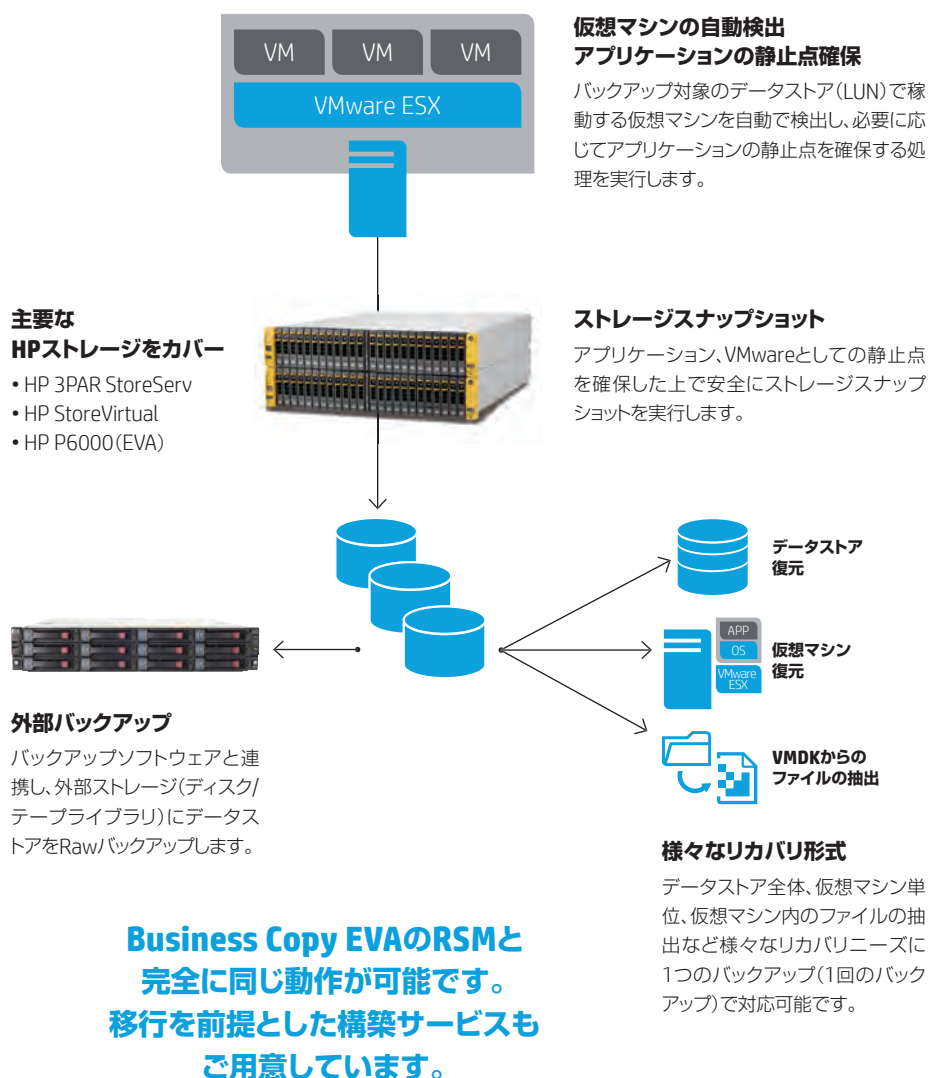 VM
VM
VM
VMware ESX
仮想マシンの自動検出
アプリケーションの静止点確保
バックアップ対象のデータストア(LUN)で稼
動する仮想マシンを自動で検出し、必要に応
じてアプリケーションの静止点を確保する処
理を実行します。
主要な
HPストレージをカバー
• HP 3PAR StoreServ
• HP StoreVirtual
• HP P6000(EVA)
ストレージスナップショット
アプリケーション、VMwareとしての静止点
を確保した上で安全にストレージスナップ
ショットを実行します。
データストア
復元
APP
OS
VMware
ESX
仮想マシン
復元
VMDKからの
ファイルの抽出
外部バックアップ
バックアップソフトウェアと連
携し、外部ストレージ(ディスク/
テープライブラリ)にデータス
トアをRawバックアップします。
様々なリカバリ形式
データストア全体、仮想マシン単
位、仮想マシン内のファイルの抽
出など様々なリカバリニーズに
1つのバックアップ(1回のバック
アップ)で対応可能です。
Business Copy EVAのRSMと
完全に同じ動作が可能です。
移行を前提とした構築サービスも
ご用意しています。